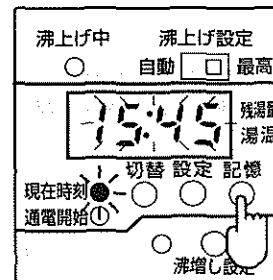 沸上げ中 沸上げ設定
自動 最高
15:45
残湯
湯温
切替 設定 記憶
現在時刻
通電開始
沸増し設定